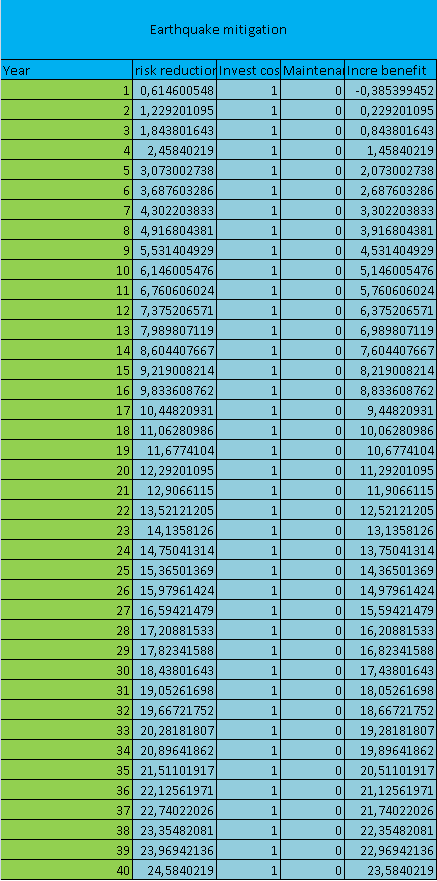 Earthquake mitigation
Year risk reduction Invest cos Maintena Incre benefit
1 0,614600548 1 0 -0,385399452
2 1,229201095 1 0 0,229201095
3 1,843801643 1 0 0,843801643
4 2,45840219 1 0 1,45840219
5 3,073002738 1 0 2,073002738
6 3,687603286 1 0 2,687603286
7 4,302203833 1 0 3,302203833
8 4,916804381 1 0 3,916804381
9 5,531404929 1 0 4,531404929
10 6,146005476 1 0 5,146005476
11 6,760606024 1 0 5,760606024
12 7,375206571 1 0 6,375206571
13 7,989807119 1 0 6,989807119
14 8,604407667 1 0 7,604407667
15 9,219008214 1 0 8,219008214
16 9,833608762 1 0 8,833608762
17 10,44820931 1 0 9,44820931
18 11,06280986 1 0 10,06280986
19 11,6774104 1 0 10,6774104
20 12,29201095 1 0 11,29201095
21 12,9066115 1 0 11,9066115
22 13,52121205 1 0 12,52121205
23 14,1358126 1 0 13,1358126
24 14,75041314 1 0 13,75041314
25 15,36501369 1 0 14,36501369
26 15,97961424 1 0 14,97961424
27 16,59421479 1 0 15,59421479
28 17,20881533 1 0 16,20881533
29 17,82341588 1 0 16,82341588
30 18,43801643 1 0 17,43801643
31 19,05261698 1 0 18,05261698
32 19,66721752 1 0 18,66721752
33 20,28181807 1 0 19,28181807
34 20,89641862 1 0 19,89641862
35 21,51101917 1 0 20,51101917
36 22,12561971 1 0 21,12561971
37 22,74022026 1 0 21,74022026
38 23,35482081 1 0 22,35482081
39 23,96942136 1 0 22,96942136
40 24,5840219 1 0 23,5840219